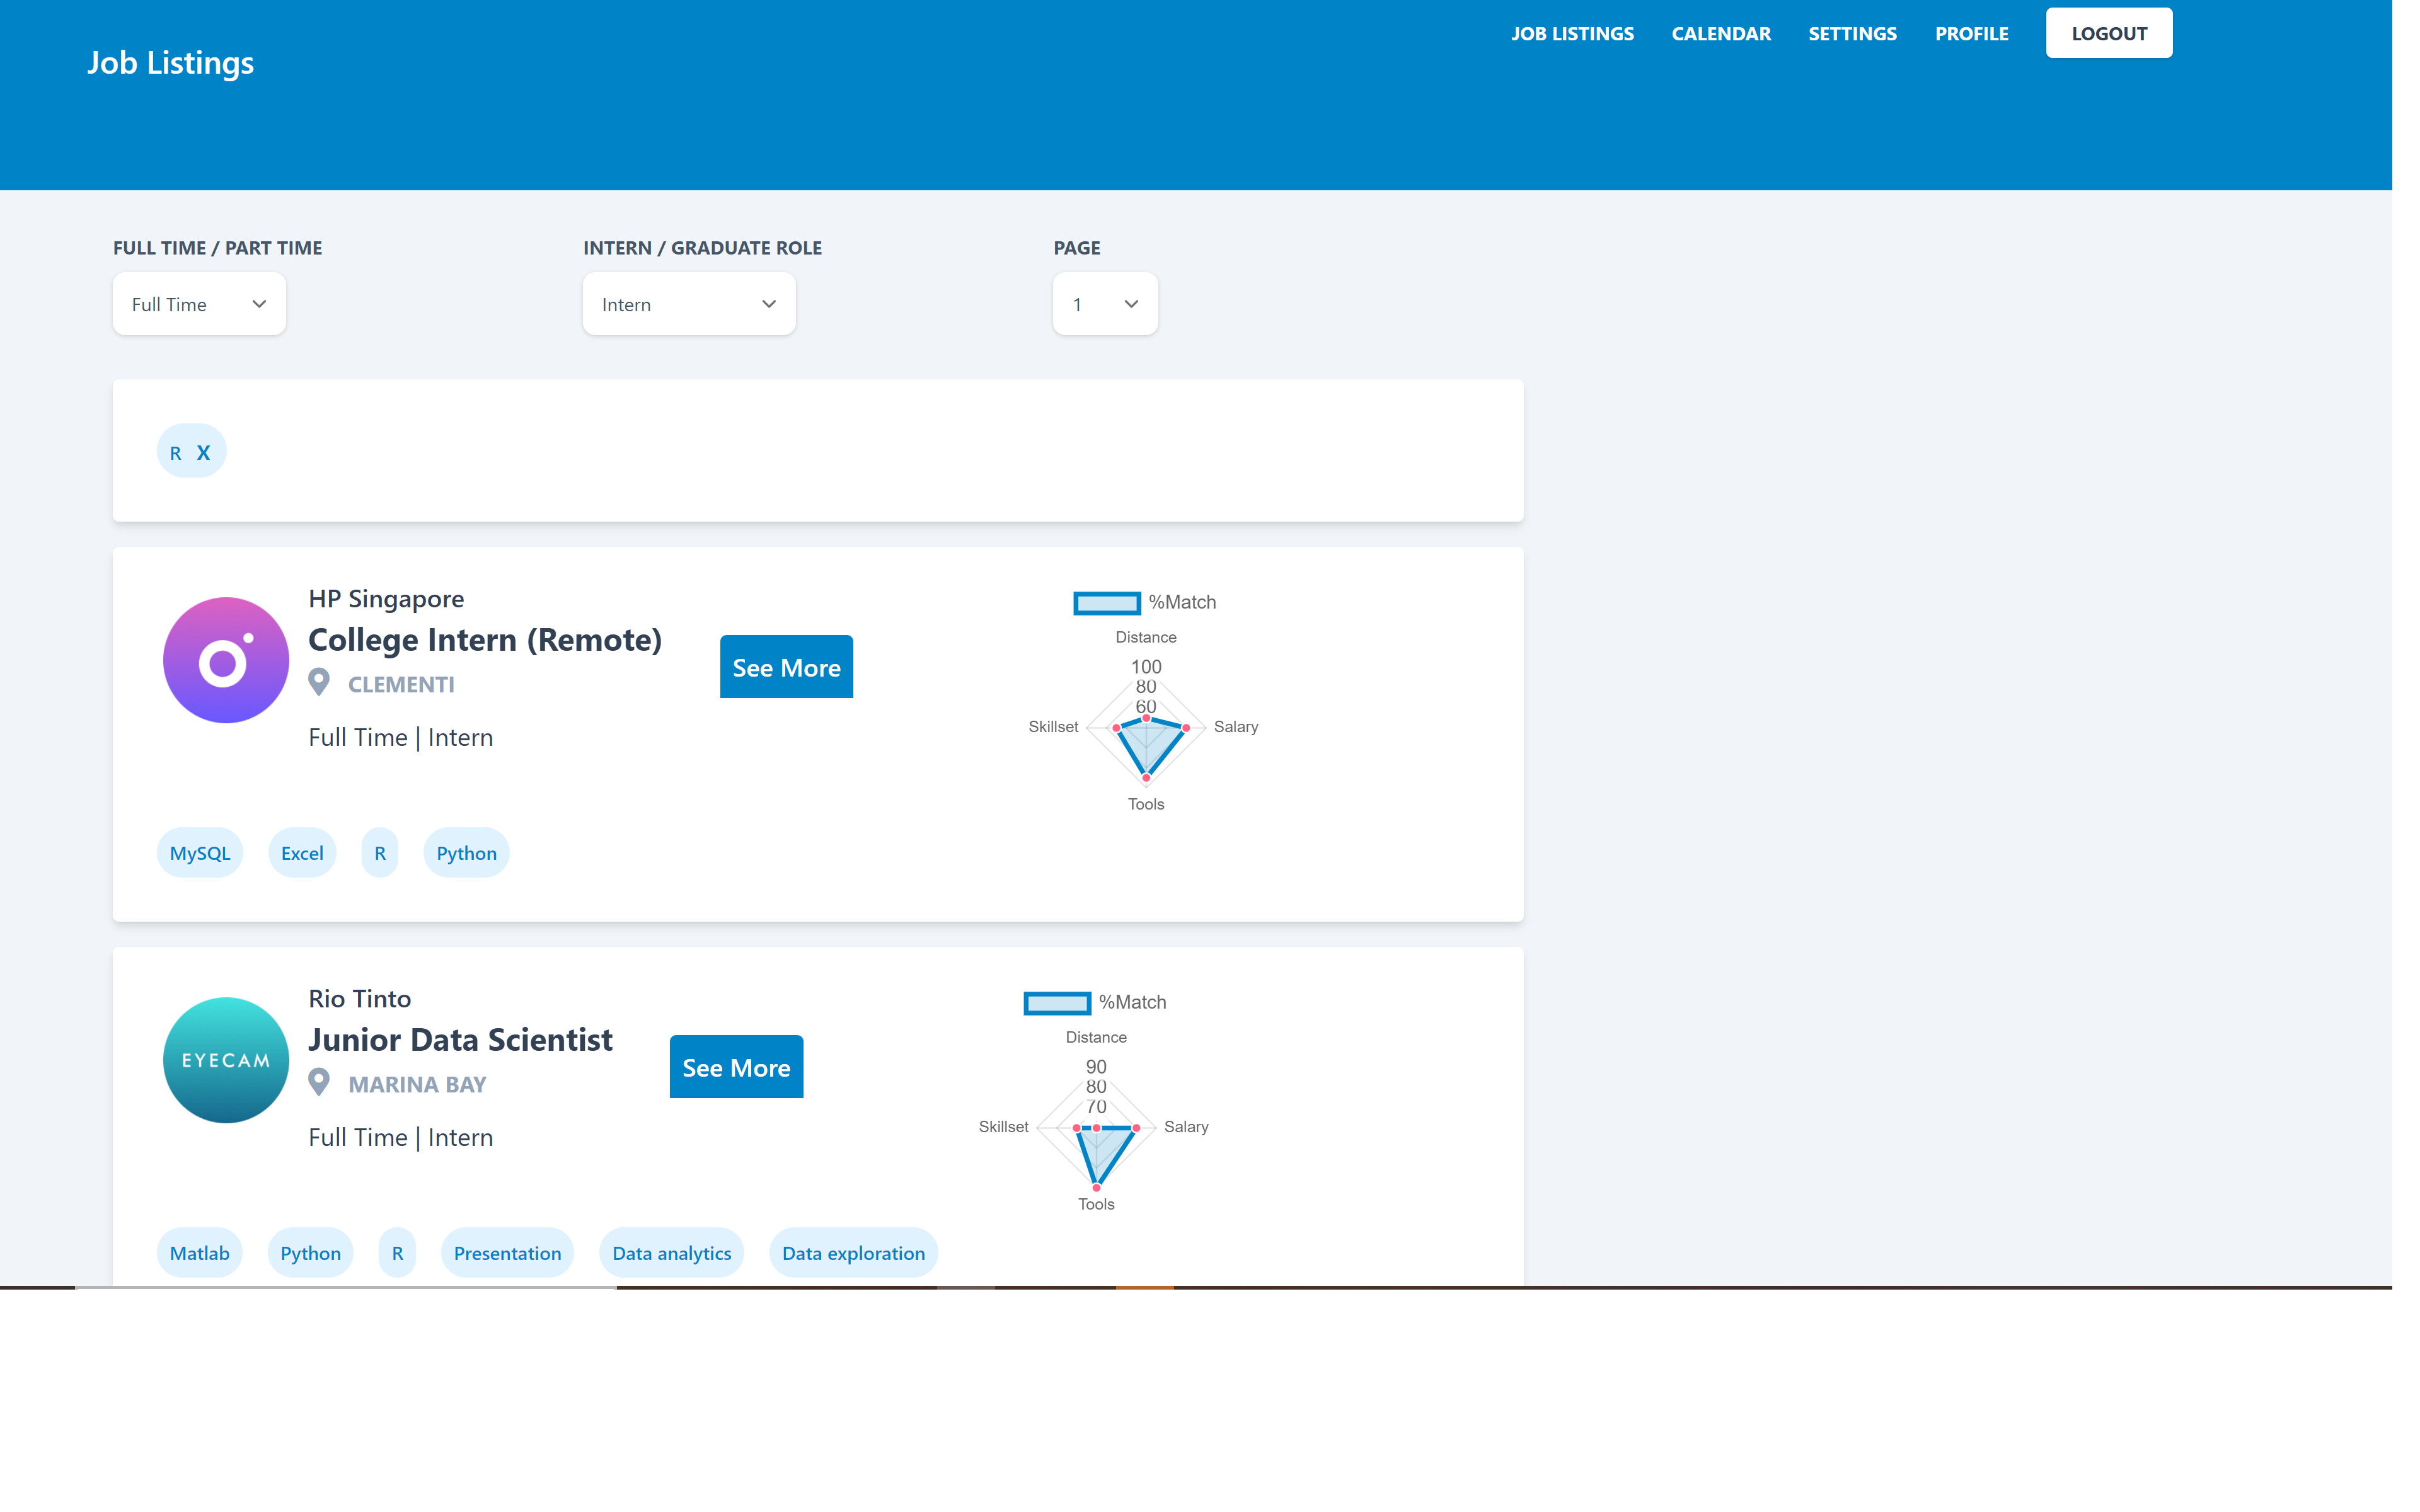 Job Listings
JOB LISTINGS CALENDAR SETTINGS PROFILE LOGOUT
FULL TIME / PART TIME INTERN / GRADUATE ROLE PAGE
Full Time Intern 1
R X
HP Singapore
College Intern (Remote)
CLEMENTI
Full Time | Intern
See More
%Match
Distance
100
80
60
Skillset Salary
Tools
MySQL Excel R Python
EYECAM
Rio Tinto
Junior Data Scientist
MARINA BAY
Full Time | Intern
See More
%Match
Distance
90
80
70
Skillset Salary
Tools
Matlab Python R Presentation Data analytics Data exploration